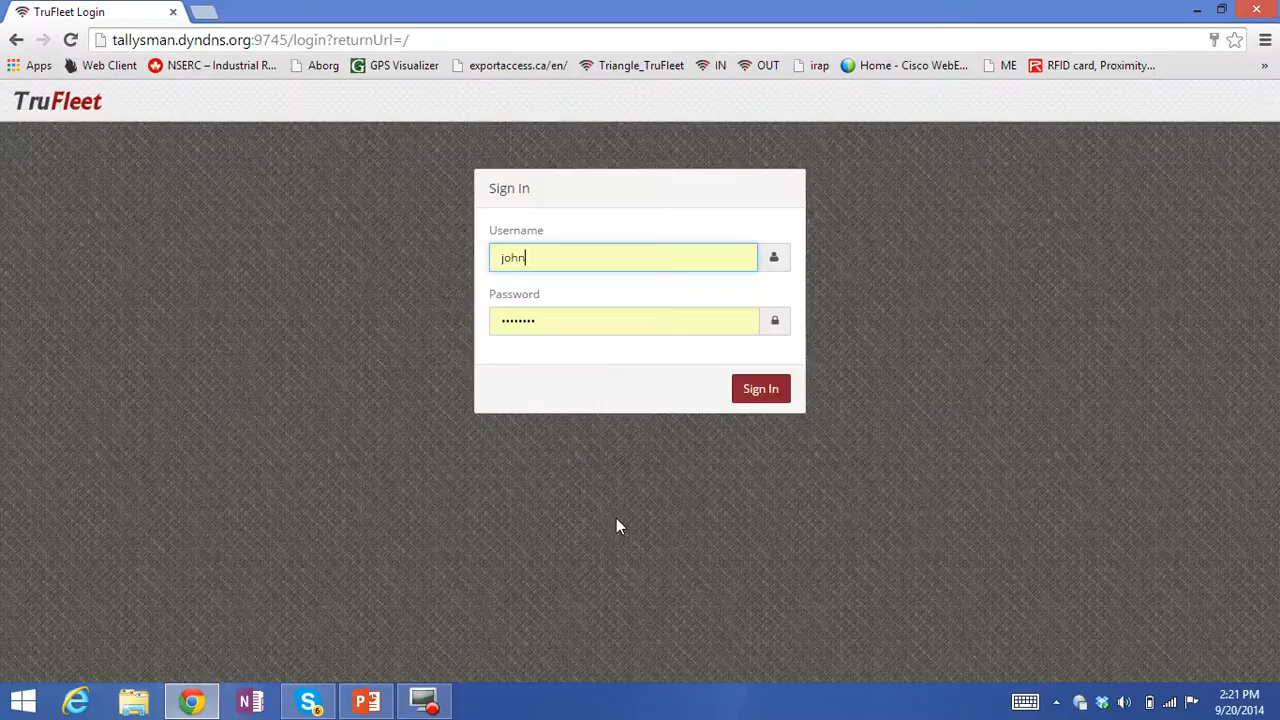 TruFleet Login
tallysman.dyndns.org:9745/login?returnUrl=/
Apps Web Client NSERC – Industrial R... Aborg GPS Visualizer exportaccess.ca/en/ Triangle_TruFleet IN OUT irap Home - Cisco WebE... ME RFID card, Proximity... »
TruFleet
Sign In
Username
john
Password
••••••••
Sign In
2:21 PM
9/20/2014